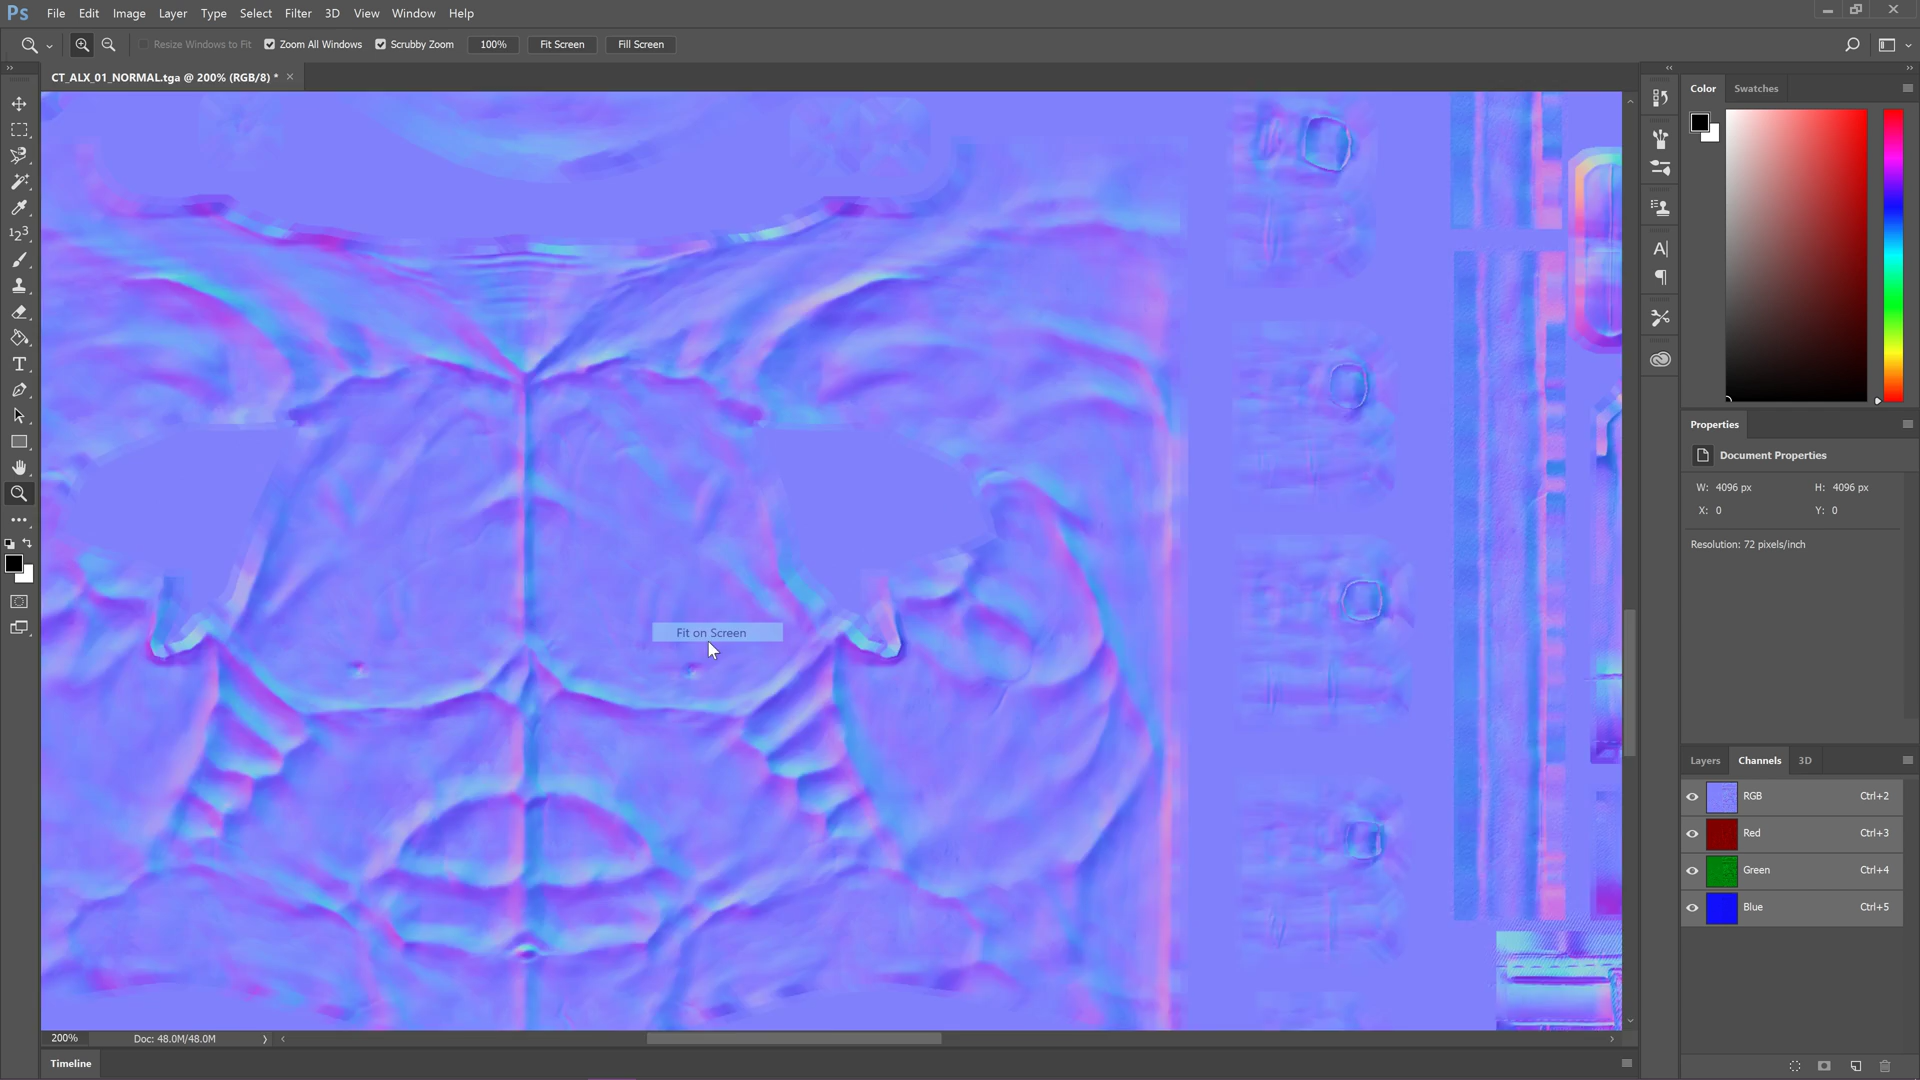 Ps File Edit Image Layer Type Select Filter 3D View Window Help
Resize Windows to Fit Zoom All Windows Scrubby Zoom 100% Fit Screen Fill Screen
CT_ALX_01_NORMAL.tga @ 200% (RGB/8) * ×
Color Swatches
123
A|
T
Properties
Document Properties
W: 4096 px H: 4096 px
X: 0 Y: 0
Resolution: 72 pixels/inch
Fit on Screen
Layers Channels 3D
RGB Ctrl+2
Red Ctrl+3
Green Ctrl+4
Blue Ctrl+5
200% Doc: 48.0M/48.0M
Timeline